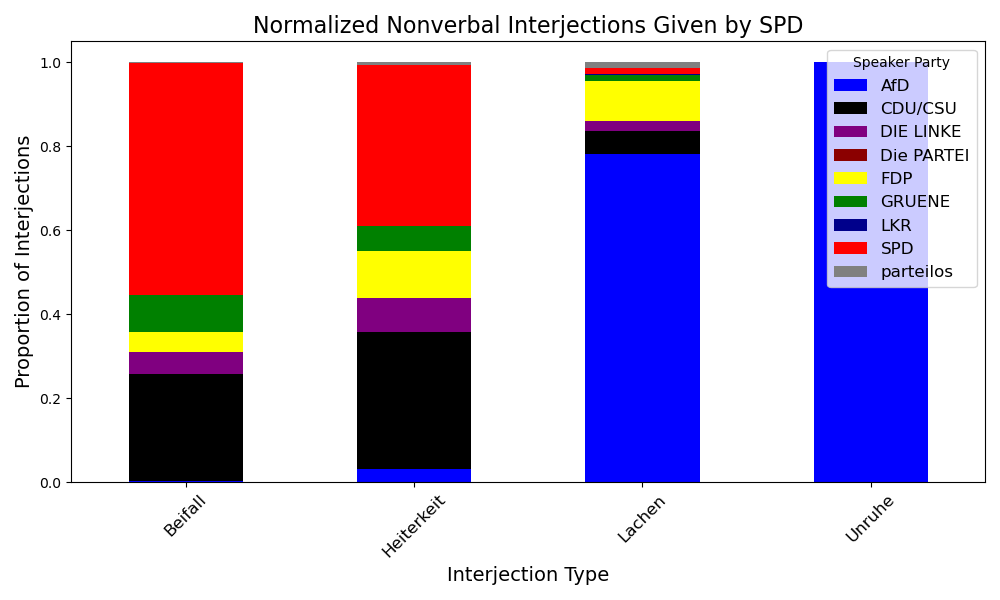 Normalized Nonverbal Interjections Given by SPD
Speaker Party
AfD
CDU/CSU
DIE LINKE
Die PARTEI
FDP
GRUENE
LKR
SPD
parteilos
Proportion of Interjections
1.0
0.8
0.6
0.4
0.2
0.0
Beifall
Heiterkeit
Lachen
Unruhe
Interjection Type